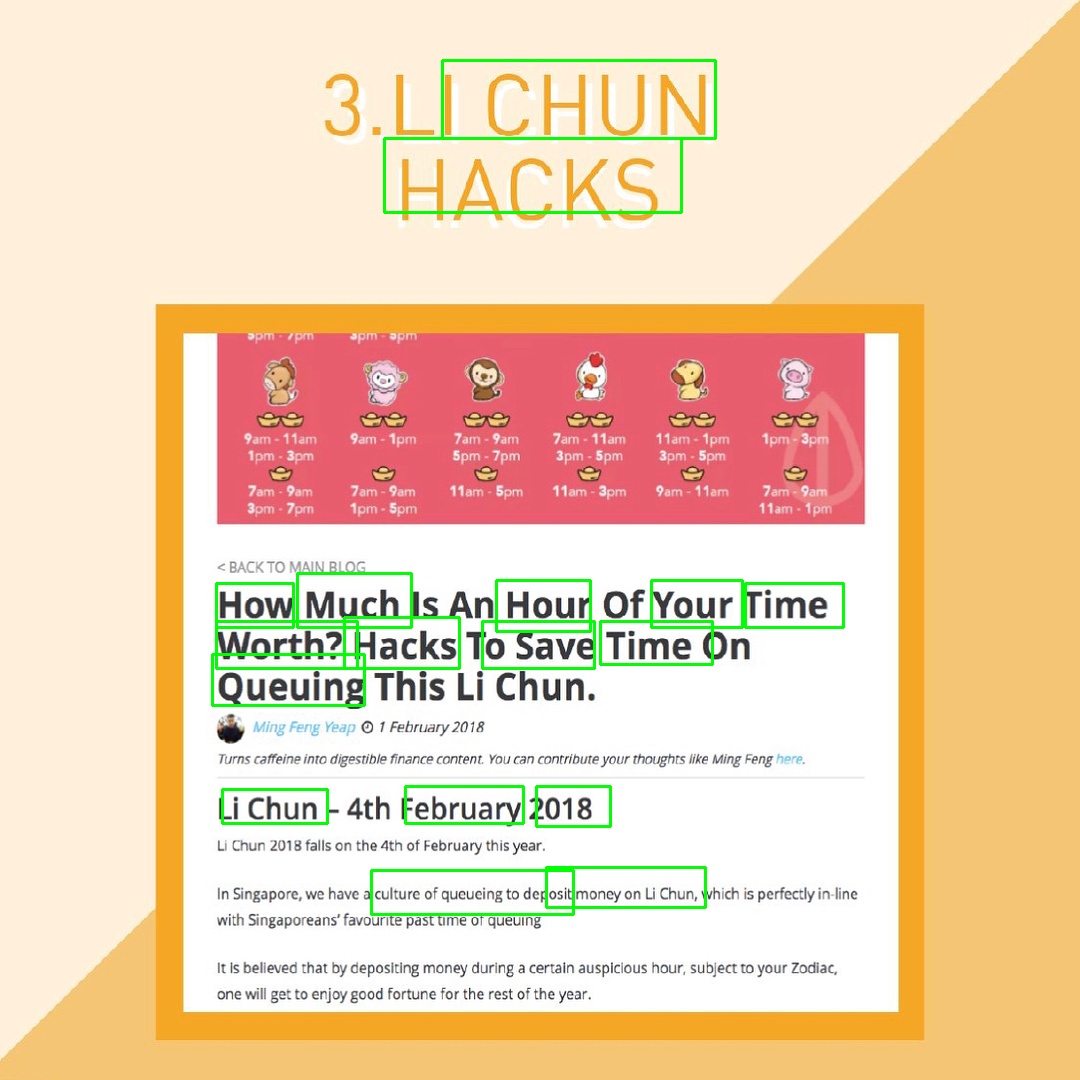 3.LI CHUN
HACKS
5pm - 7pm 3pm - 5pm
9am - 11am 9am - 1pm 7am - 9am 7am - 11am 11am - 1pm 1pm - 3pm
1pm - 3pm 5pm - 7pm 3pm - 5pm 3pm - 5pm
7am - 9am 7am - 9am 11am - 5pm 11am - 3pm 9am - 11am 7am - 9am
3pm - 7pm 1pm - 5pm 11am - 1pm
< BACK TO MAIN BLOG
How Much Is An Hour Of Your Time
Worth? Hacks To Save Time On
Queuing This Li Chun.
Ming Feng Yeap 1 February 2018
Turns caffeine into digestible finance content. You can contribute your thoughts like Ming Feng here.
Li Chun – 4th February 2018
Li Chun 2018 falls on the 4th of February this year.
In Singapore, we have a culture of queueing to deposit money on Li Chun, which is perfectly in-line
with Singaporeans’ favourite past time of queuing
It is believed that by depositing money during a certain auspicious hour, subject to your Zodiac,
one will get to enjoy good fortune for the rest of the year.